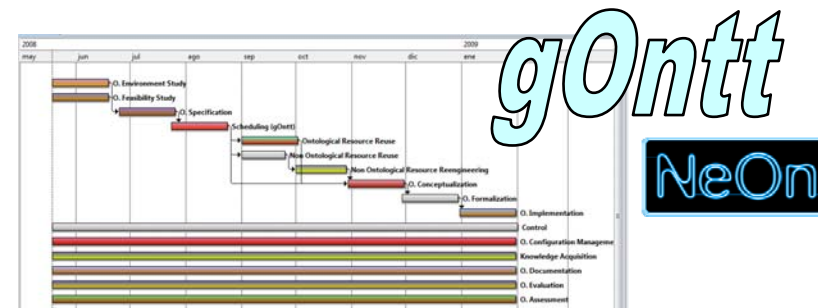 gOntt
NeOn
2008 2009
may jun jul ago sep oct nov dic ene
O. Environment Study
O. Feasibility Study
O. Specification
Scheduling (gOntt)
Ontological Resource Reuse
Non Ontological Resource Reuse
Non Ontological Resource Reengineering
O. Conceptualization
O. Formalization
O. Implementation
Control
O. Configuration Manageme
Knowledge Acquisition
O. Documentation
O. Evaluation
O. Assessment